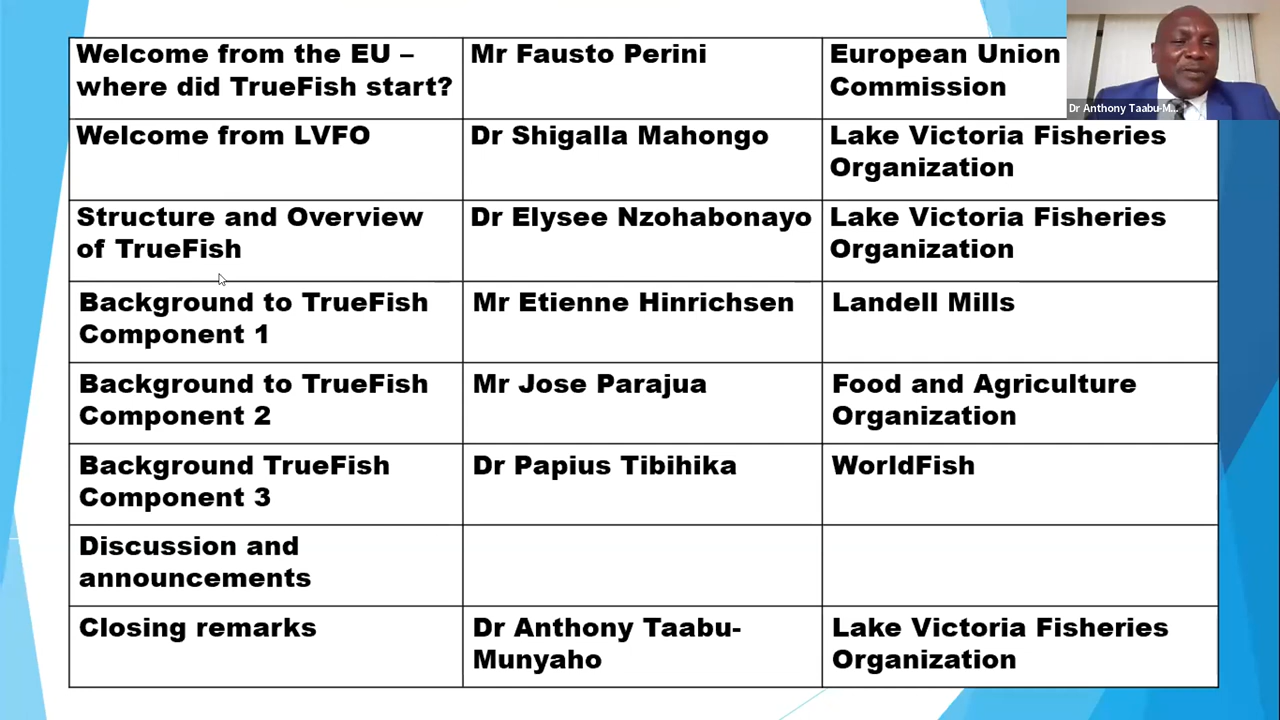 Welcome from the EU –
where did TrueFish start?
Mr Fausto Perini
European Union
Commission
Dr Anthony Taabu-M...
Welcome from LVFO
Dr Shigalla Mahongo
Lake Victoria Fisheries
Organization
Structure and Overview
of TrueFish
Dr Elysee Nzohabonayo
Lake Victoria Fisheries
Organization
Background to TrueFish
Component 1
Mr Etienne Hinrichsen
Landell Mills
Background to TrueFish
Component 2
Mr Jose Parajua
Food and Agriculture
Organization
Background TrueFish
Component 3
Dr Papius Tibihika
WorldFish
Discussion and
announcements
Closing remarks
Dr Anthony Taabu-
Munyaho
Lake Victoria Fisheries
Organization